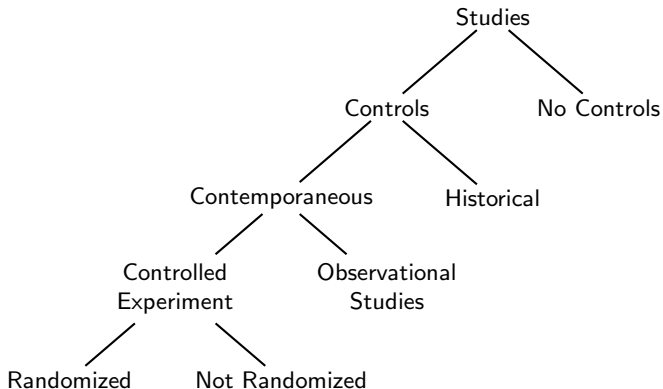 Studies
Controls
No Controls
Contemporaneous
Historical
Controlled
Experiment
Observational
Studies
Randomized
Not Randomized